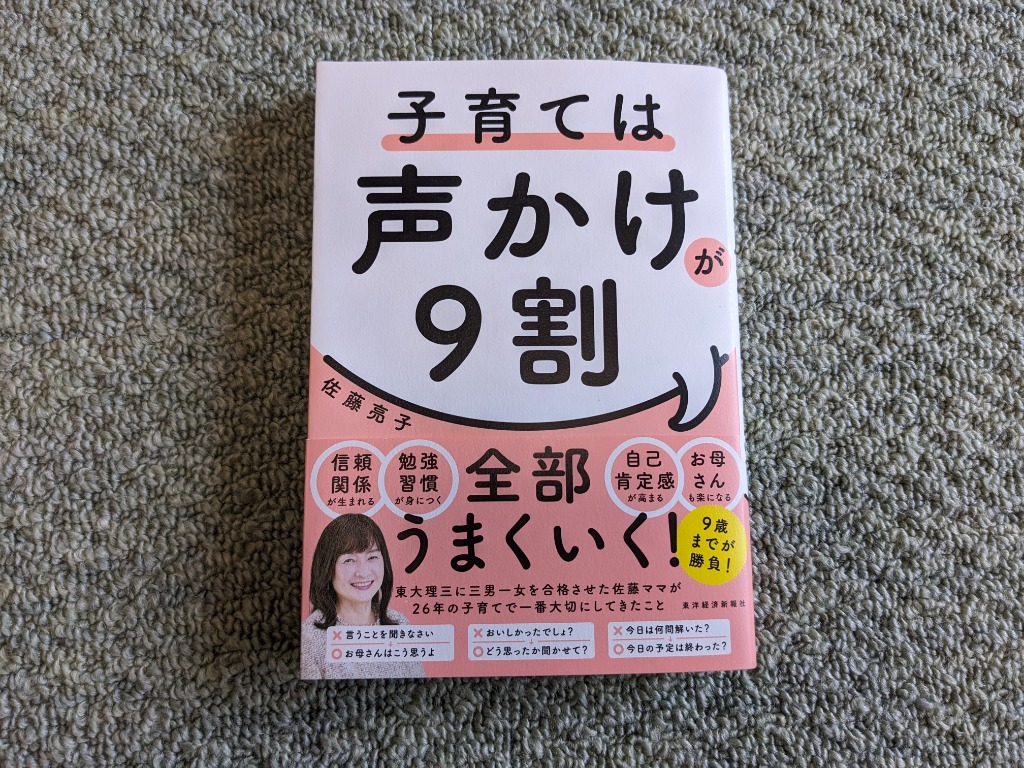 子育ては
声かけが
9割
佐藤亮子
信頼
関係
が生まれる
勉強
習慣
が身につく
全部
うまくいく!
自己
肯定感
が高まる
お母
さん
も楽になる
9歳
までが
勝負!
東大理三に三男一女を合格させた佐藤ママが
26年の子育てで一番大切にしてきたこと
東洋経済新報社
×言うことを聞きなさい
○お母さんはこう思うよ
×おいしかったでしょ?
○どう思ったか聞かせて?
×今日は何問解いた?
○今日の予定は終わった?